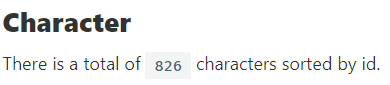 Character
There is a total of 826 characters sorted by id.